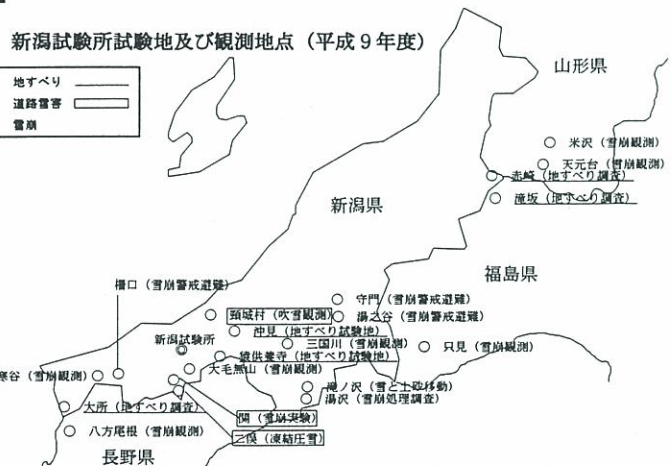 新潟試験所試験地及び観測地点（平成９年度）
地すべり
道路雪害
雪崩
山形県
米沢（雪崩観測）
天元台（雪崩観測）
赤崎（地すべり調査）
滝坂（地すべり調査）
新潟県
福島県
柵口（雪崩警戒避難）
守門（雪崩警戒避難）
頸城村（吹雪観測）
湯之谷（雪崩警戒避難）
沖見（地すべり試験地）
新潟試験所
三国川（雪崩観測）
只見（雪崩観測）
猿供養寺（地すべり試験地）
大毛無山（雪崩観測）
寒谷（雪崩観測）
滝ノ沢（雪と土砂移動）
湯沢（雪崩処理調査）
大所（地すべり調査）
関（雪崩実験）
八方尾根（雪崩観測）
二俣（凍結圧雪）
長野県